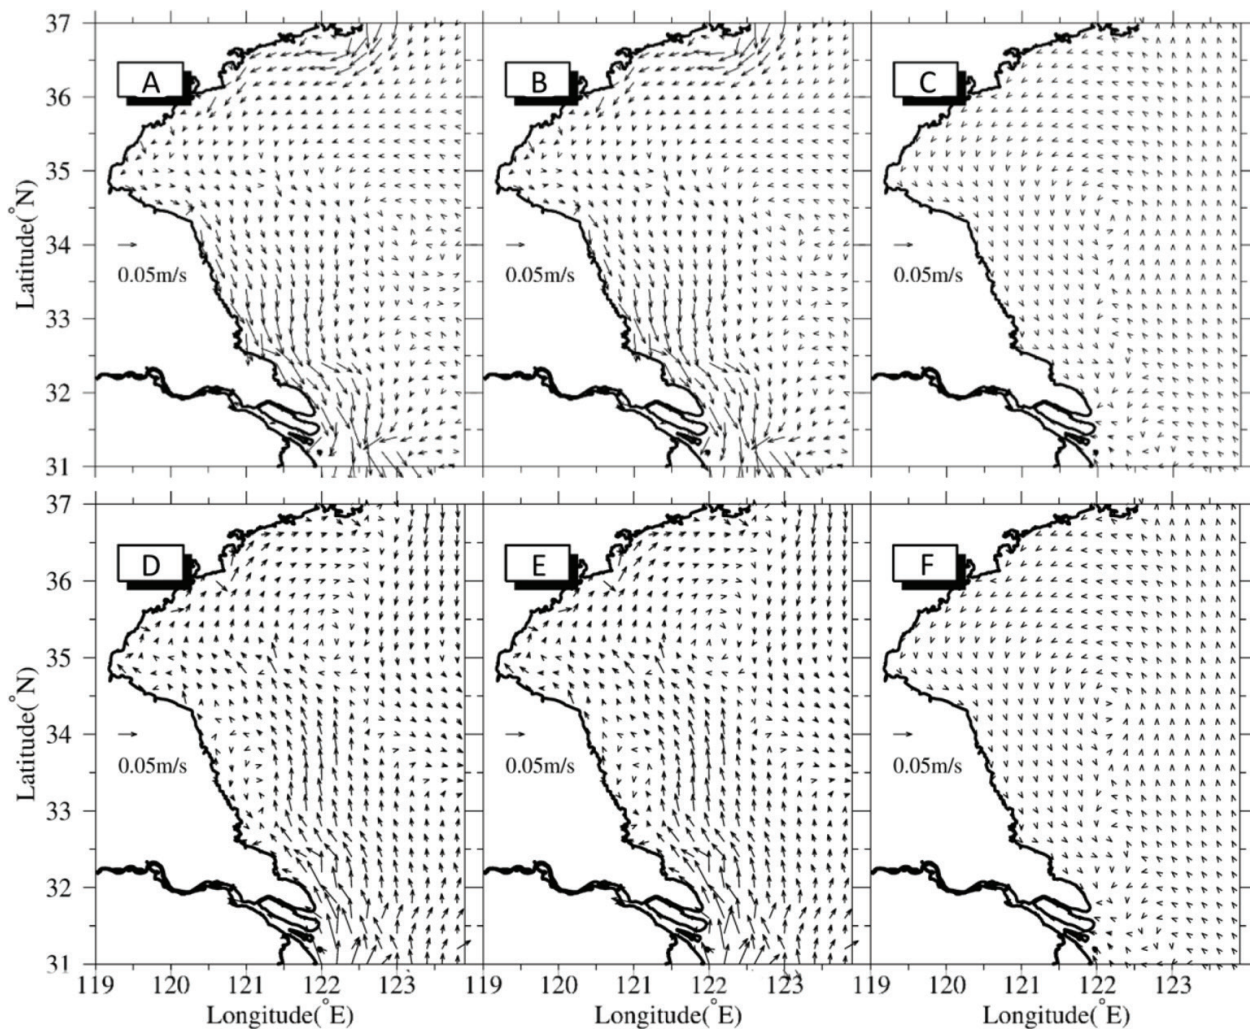 37
36
35
34
33
32
31
Latitude(°N)
A
0.05m/s
B
0.05m/s
C
0.05m/s
37
36
35
34
33
32
31
Latitude(°N)
D
0.05m/s
E
0.05m/s
F
0.05m/s
119 120 121 122 123
119 120 121 122 123
119 120 121 122 123
Longitude(°E)
Longitude(°E)
Longitude(°E)